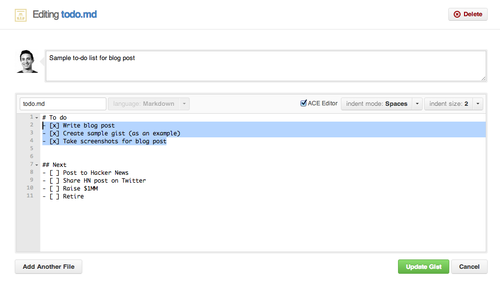 Editing todo.md
Delete
Sample to-do list for blog post
todo.md
language: Markdown
ACE Editor
indent mode: Spaces
indent size: 2
1 # To do
2 - [x] Write blog post
3 - [x] Create sample gist (as an example)
4 - [x] Take screenshots for blog post
5
6
7 ## Next
8 - [ ] Post to Hacker News
9 - [ ] Share HN post on Twitter
10 - [ ] Raise $1MM
11 - [ ] Retire
Add Another File
Update Gist
Cancel